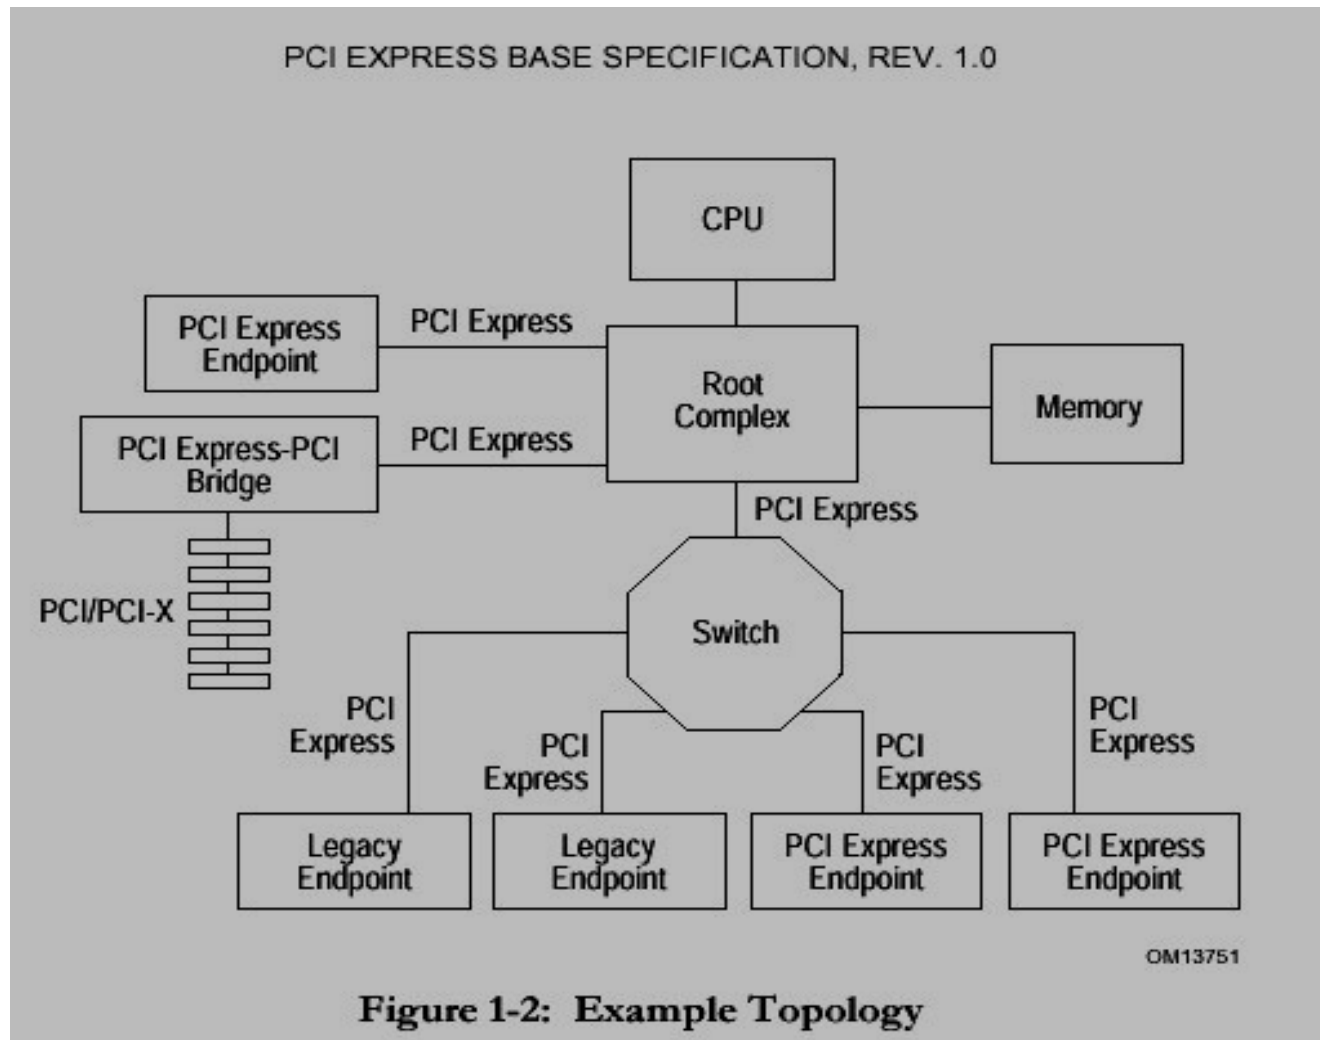 PCI EXPRESS BASE SPECIFICATION, REV. 1.0
CPU
PCI Express
Endpoint
PCI Express
Root
Complex
Memory
PCI Express-PCI
Bridge
PCI Express
PCI Express
PCI/PCI-X
Switch
PCI
Express
PCI
Express
PCI
Express
PCI
Express
Legacy
Endpoint
Legacy
Endpoint
PCI Express
Endpoint
PCI Express
Endpoint
OM13751
Figure 1-2: Example Topology